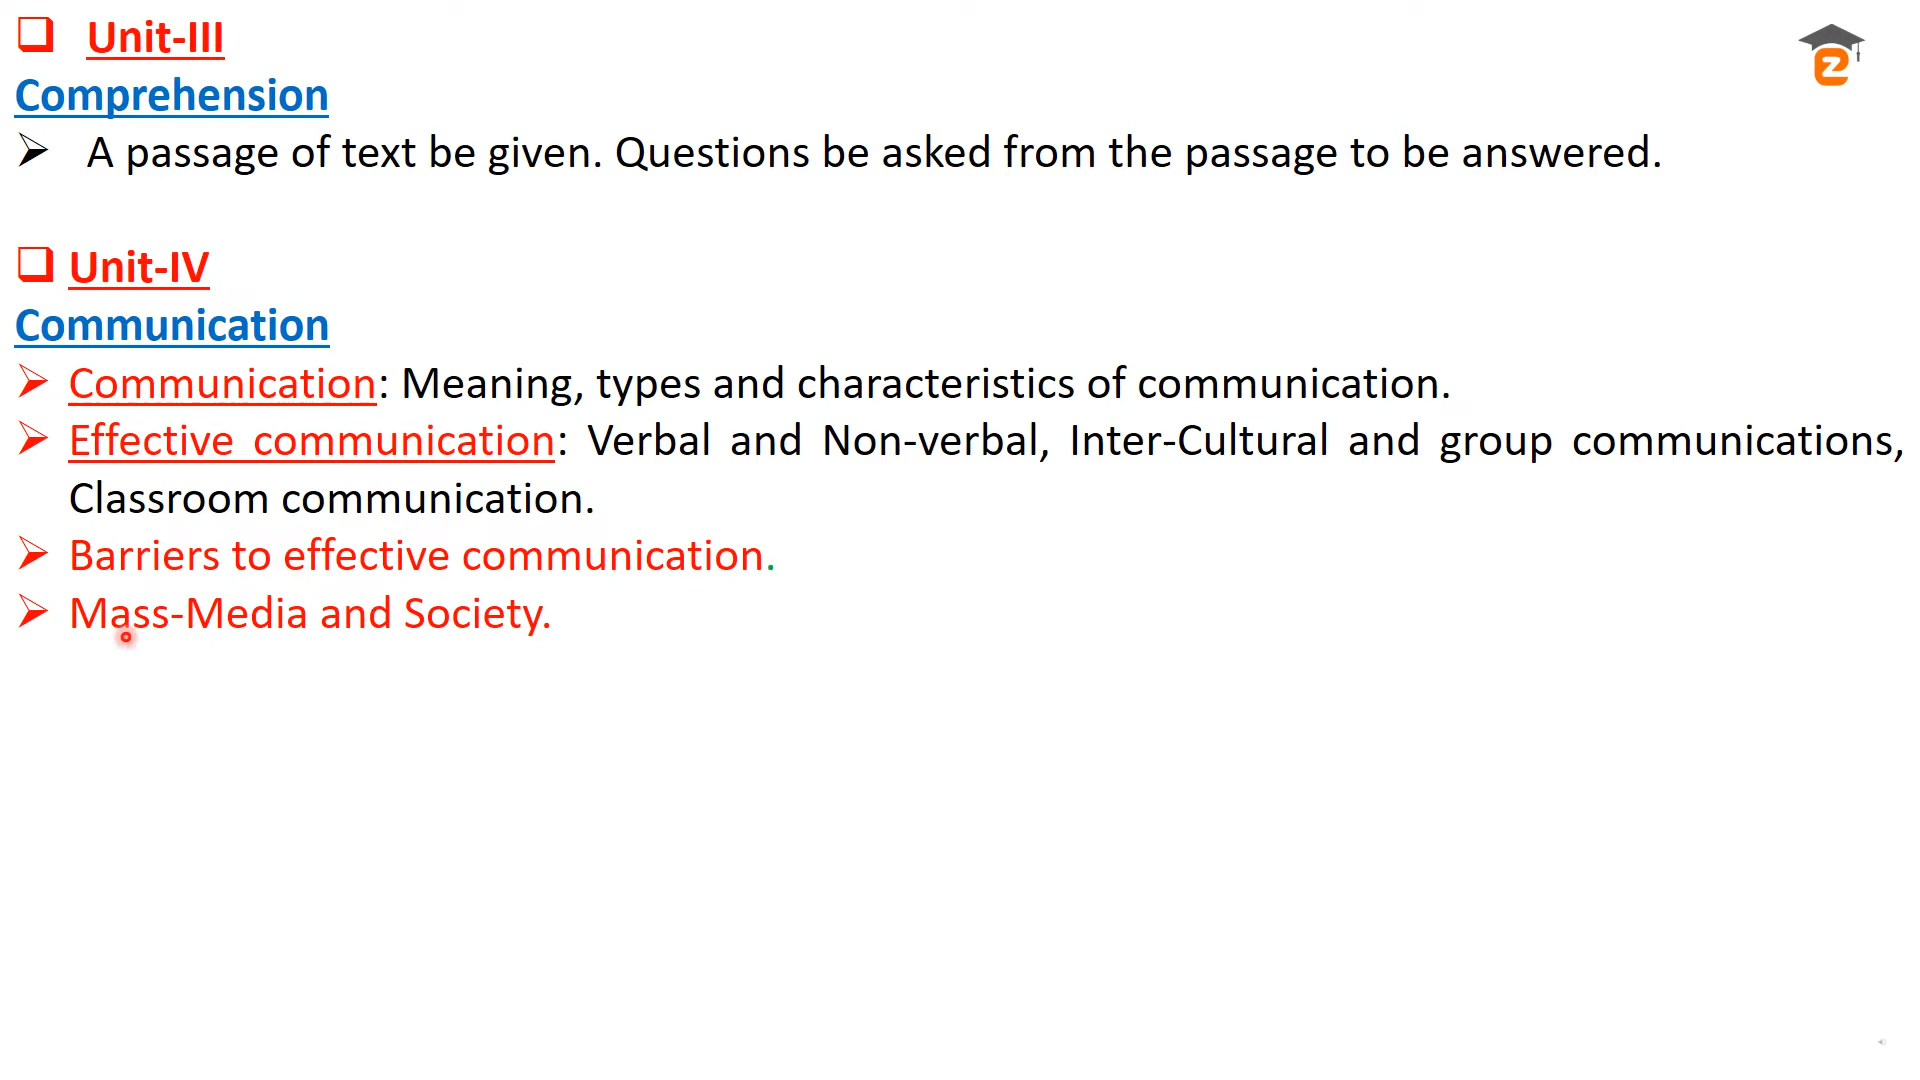 Unit-III
Comprehension
A passage of text be given. Questions be asked from the passage to be answered.
Unit-IV
Communication
Communication: Meaning, types and characteristics of communication.
Effective communication: Verbal and Non-verbal, Inter-Cultural and group communications,
Classroom communication.
Barriers to effective communication.
Mass-Media and Society.